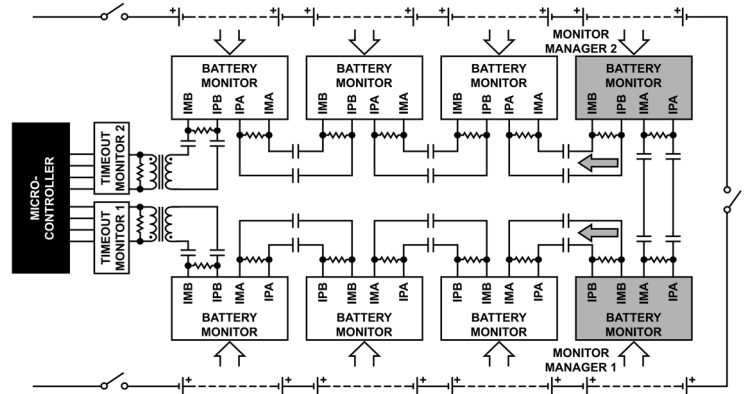 + + + + + + + +
MONITOR
MANAGER 2
BATTERY
MONITOR
IMB IPB IPA IMA
BATTERY
MONITOR
IMB IPB IPA IMA
BATTERY
MONITOR
IMB IPB IPA IMA
BATTERY
MONITOR
IMB IPB IMA IPA
MICRO-
CONTROLLER
TIMEOUT
MONITOR 2
TIMEOUT
MONITOR 1
IMB IPB IMA IPA
BATTERY
MONITOR
IPB IMB IMA IPA
BATTERY
MONITOR
IPB IMB IMA IPA
BATTERY
MONITOR
IPB IMB IMA IPA
BATTERY
MONITOR
MONITOR
MANAGER 1
+ + + + + + + +